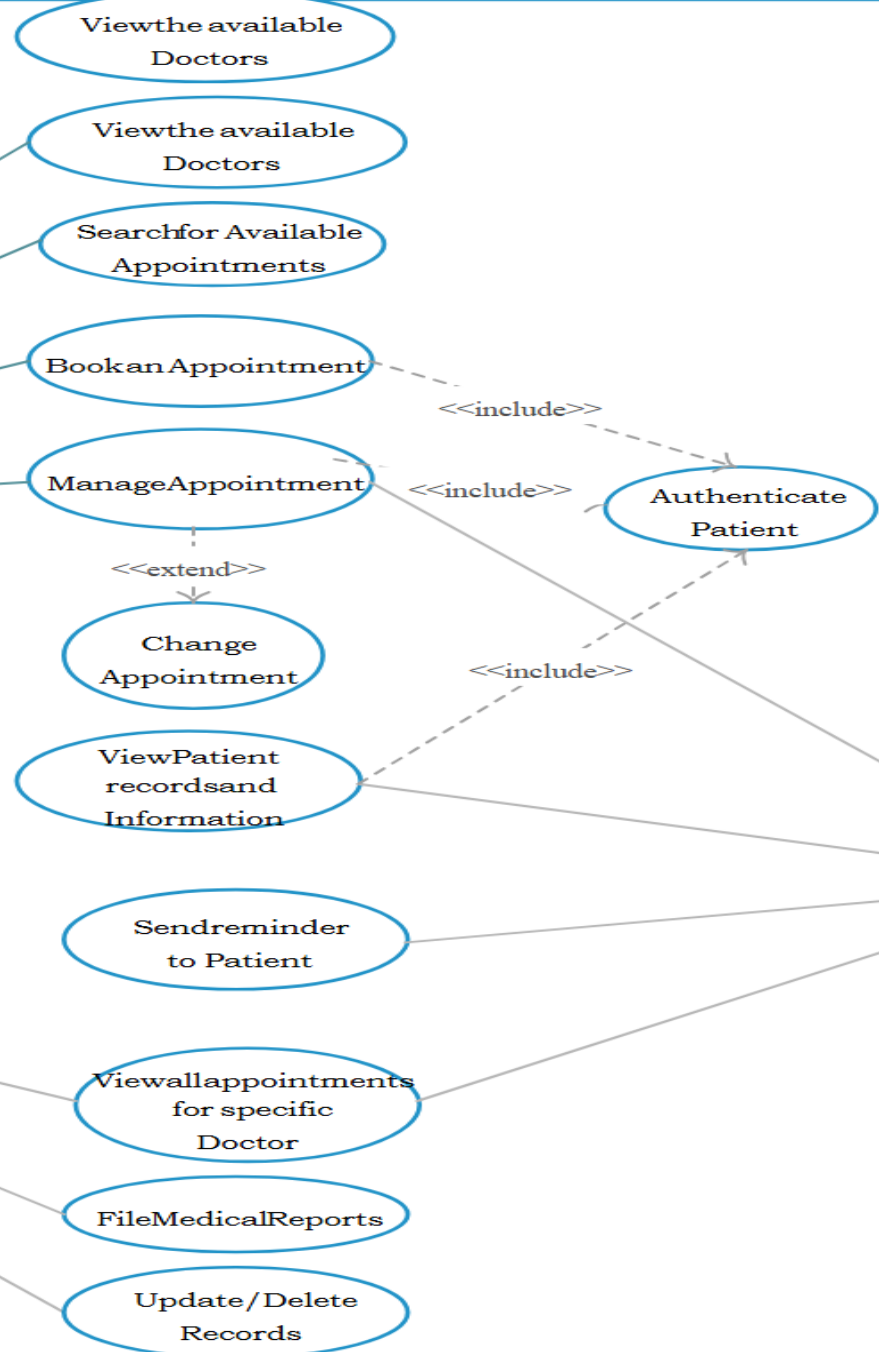 Viewthe available
Doctors
Viewthe available
Doctors
Searchfor Available
Appointments
Bookan Appointment
<<include>>
ManageAppointment
<<include>>
Authenticate
Patient
<<extend>>
Change
Appointment
<<include>>
ViewPatient
recordsand
Information
Sendreminder
to Patient
Viewallappointments
for specific
Doctor
FileMedicalReports
Update/Delete
Records